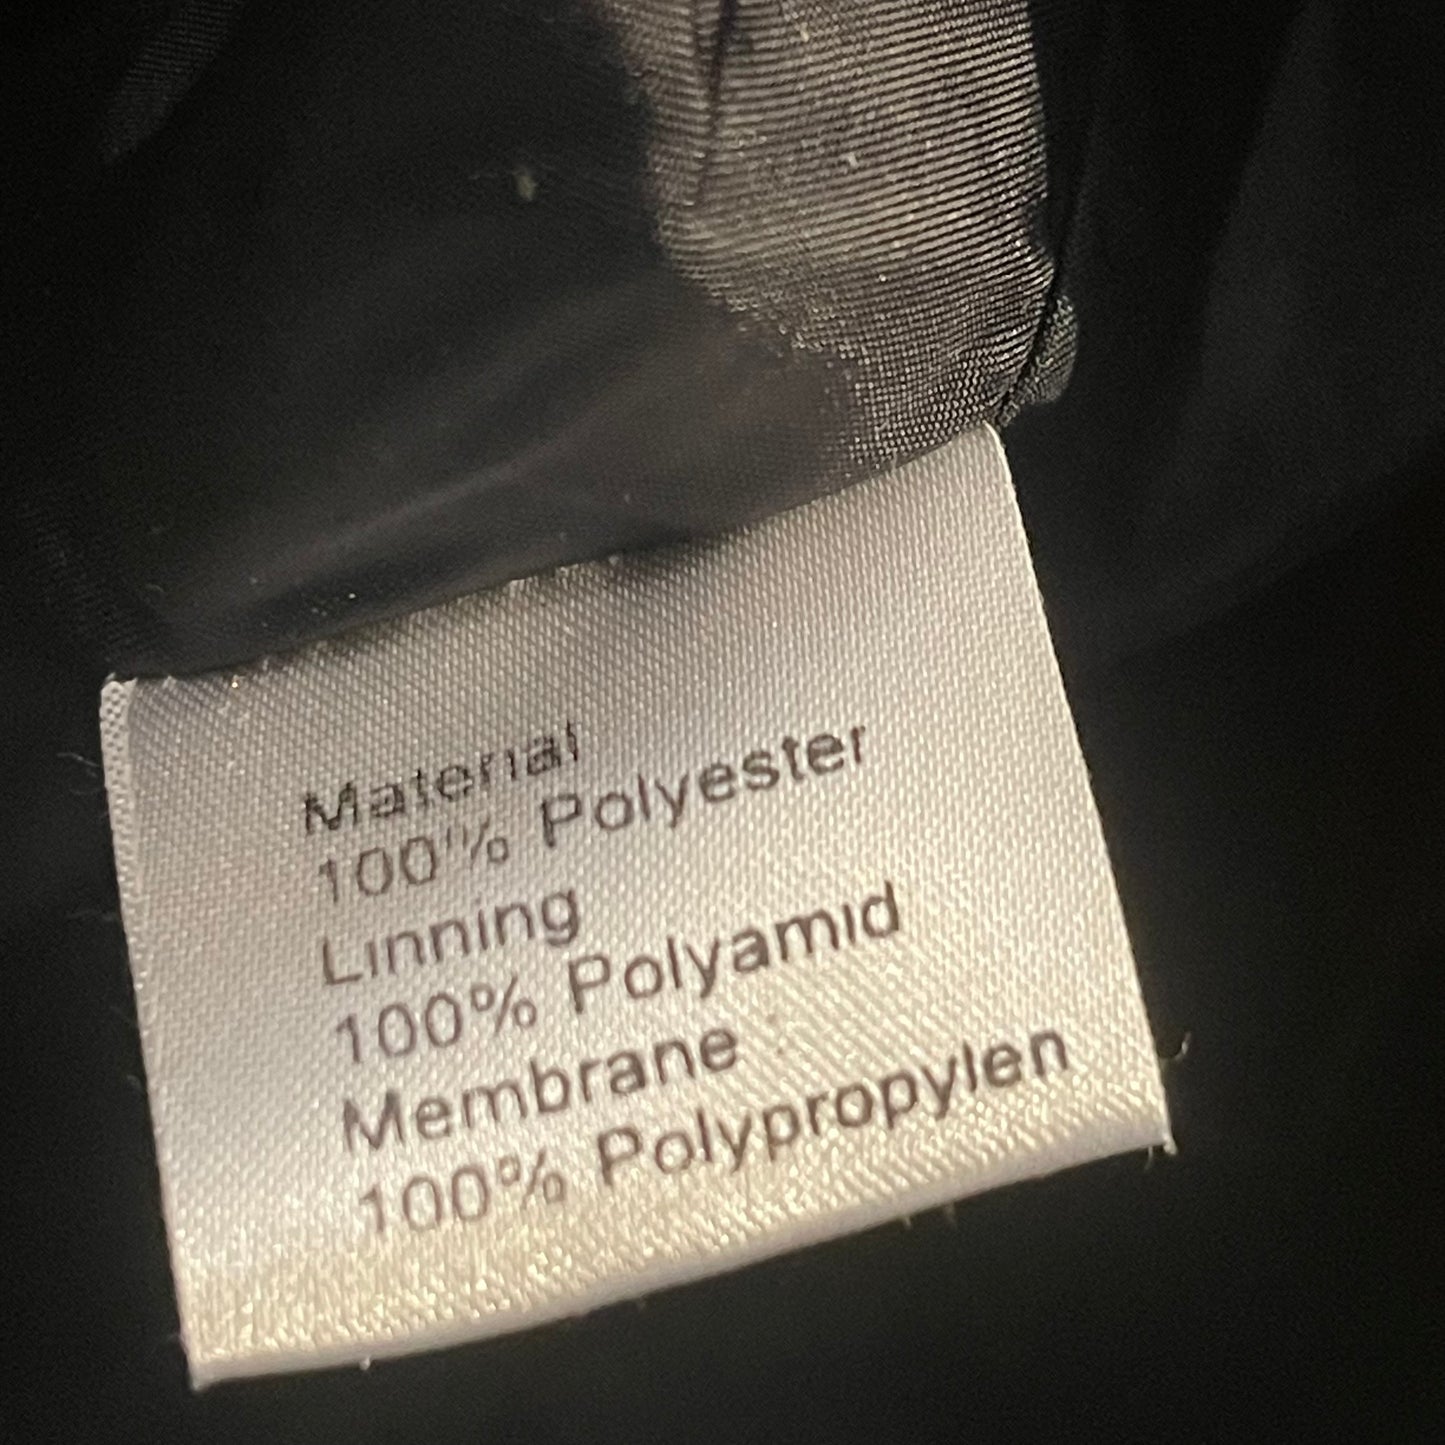 Material
100% Polyester
Linning
100% Polyamid
Membrane
100% Polypropylen